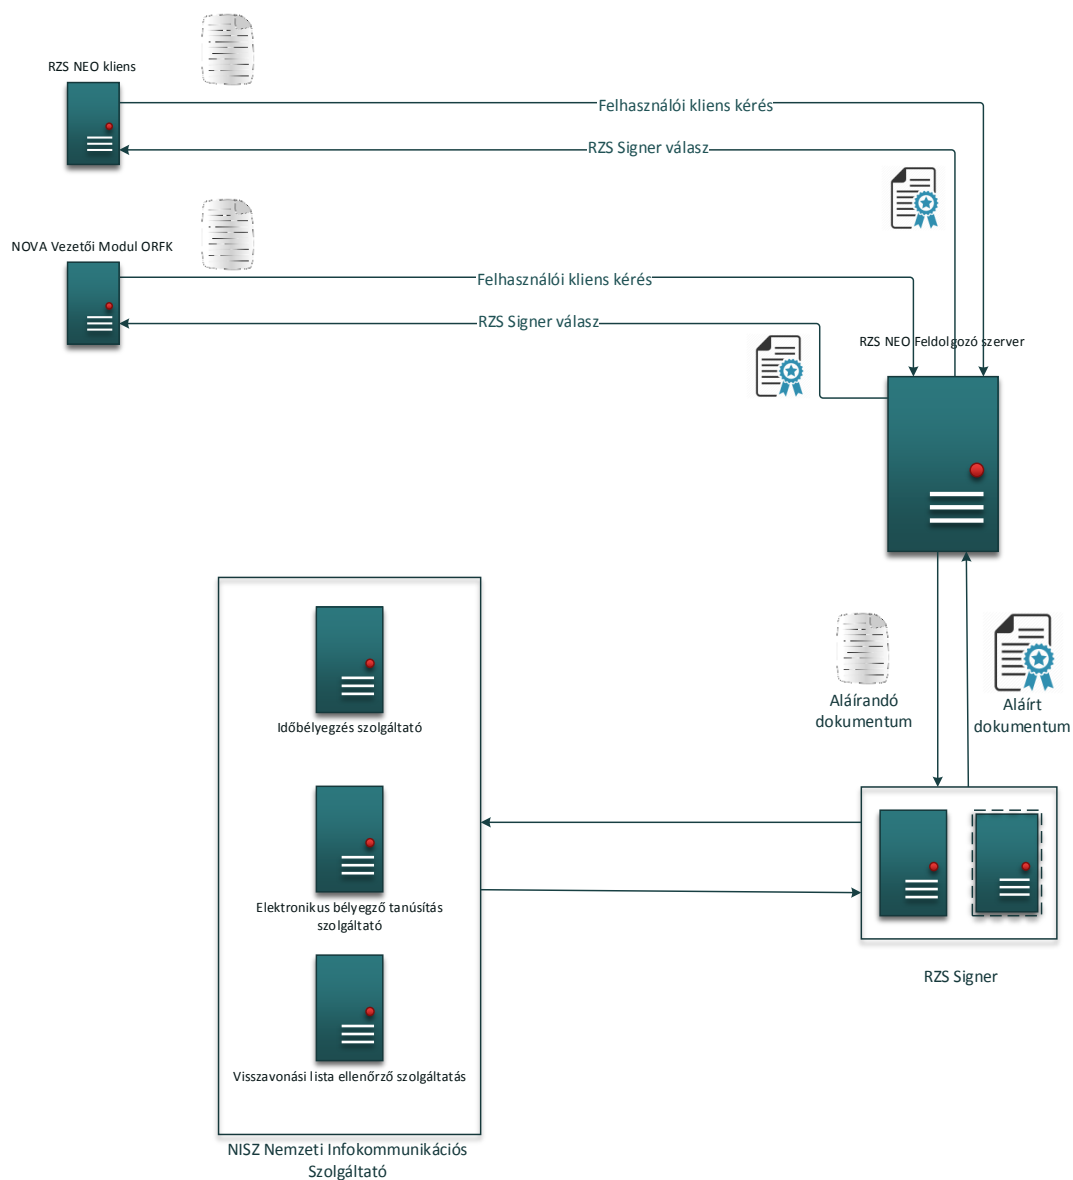 RZS NEO kliens
Felhasználói kliens kérés
RZS Signer válasz
NOVA Vezetői Modul ORFK
Felhasználói kliens kérés
RZS Signer válasz
RZS NEO Feldolgozó szerver
Időbélyegzés szolgáltató
Aláírandó
dokumentum
Aláírt
dokumentum
Elektronikus bélyegző tanúsítás
szolgáltató
RZS Signer
Visszavonási lista ellenőrző szolgáltatás
NISZ Nemzeti Infokommunikációs
Szolgáltató